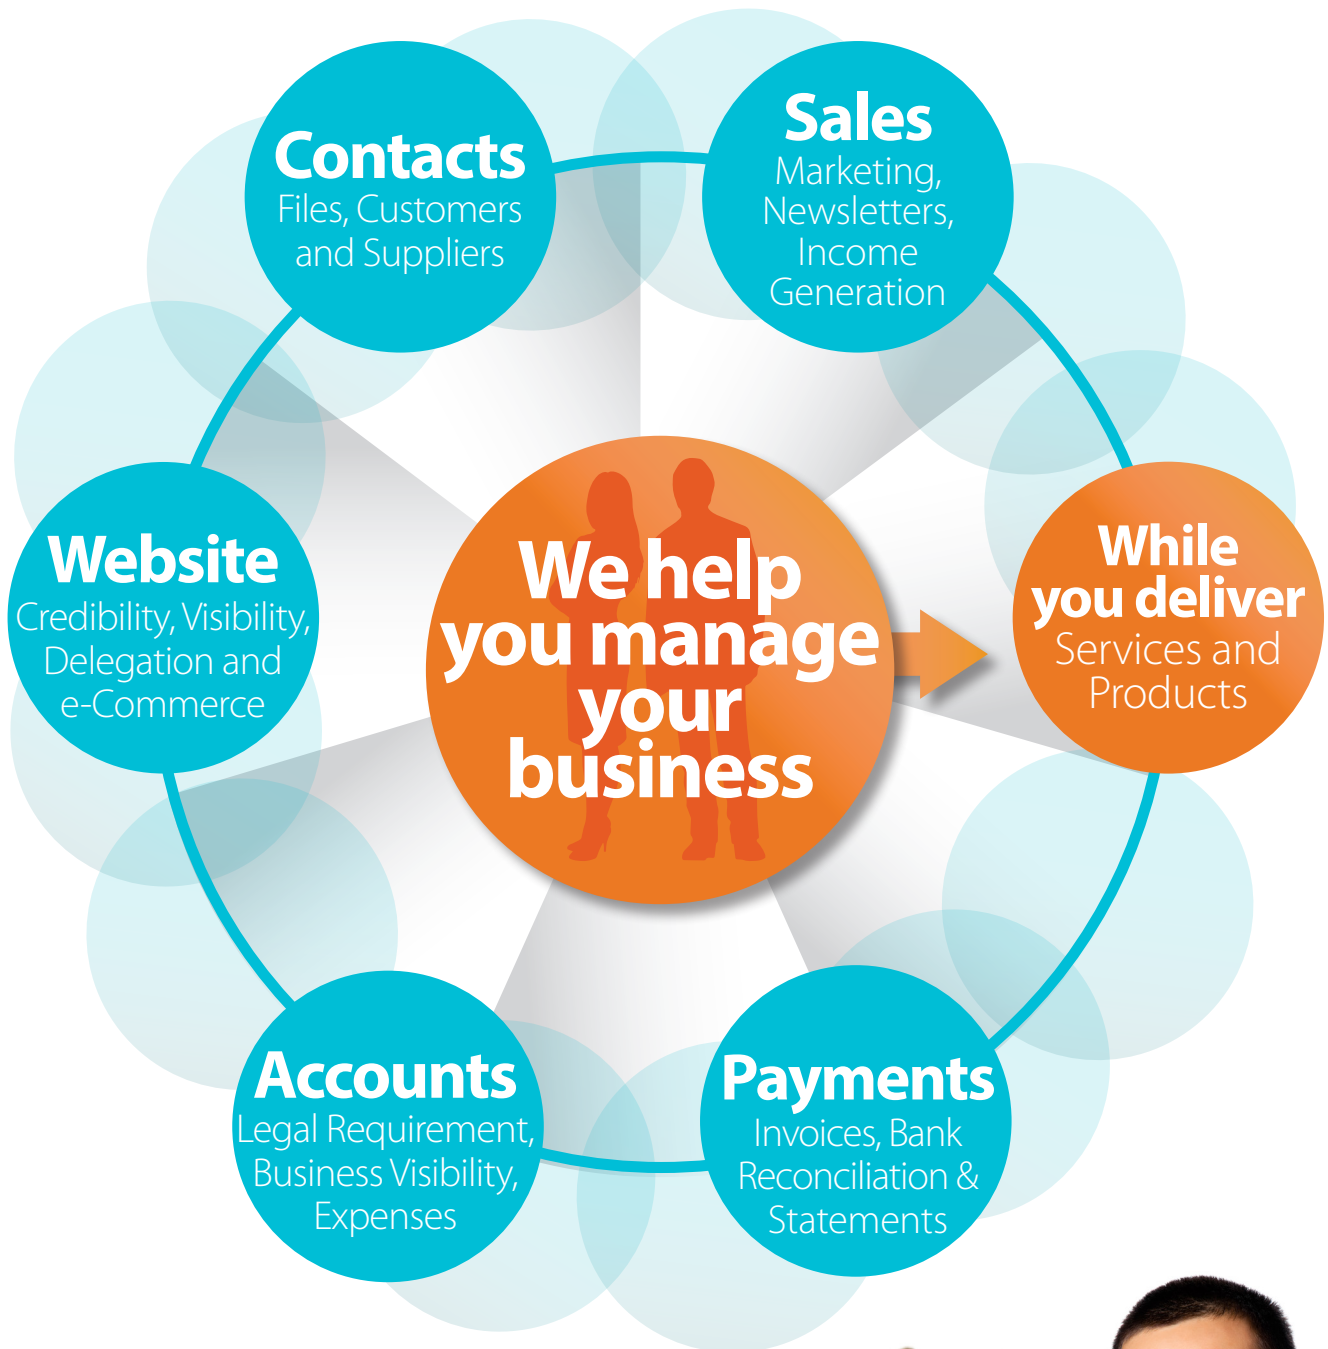 Contacts
Files, Customers
and Suppliers
Sales
Marketing,
Newsletters,
Income
Generation
Website
Credibility, Visibility,
Delegation and
e-Commerce
We help
you manage
your
business
While
you deliver
Services and
Products
Accounts
Legal Requirement,
Business Visibility,
Expenses
Payments
Invoices, Bank
Reconciliation &
Statements